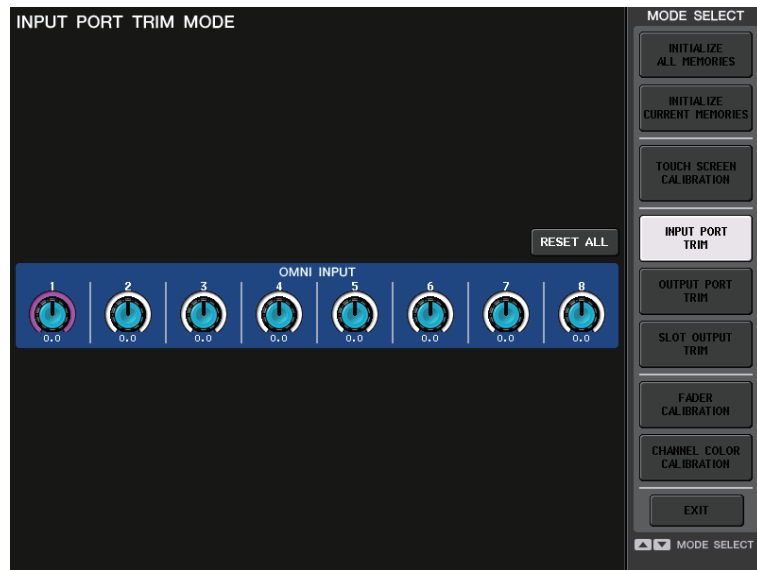 INPUT PORT TRIM MODE
RESET ALL
OMNI INPUT
1 2 3 4 5 6 7 8
0.0 0.0 0.0 0.0 0.0 0.0 0.0 0.0
MODE SELECT
INITIALIZE
ALL MEMORIES
INITIALIZE
CURRENT MEMORIES
TOUCH SCREEN
CALIBRATION
INPUT PORT
TRIM
OUTPUT PORT
TRIM
SLOT OUTPUT
TRIM
FADER
CALIBRATION
CHANNEL COLOR
CALIBRATION
EXIT
MODE SELECT